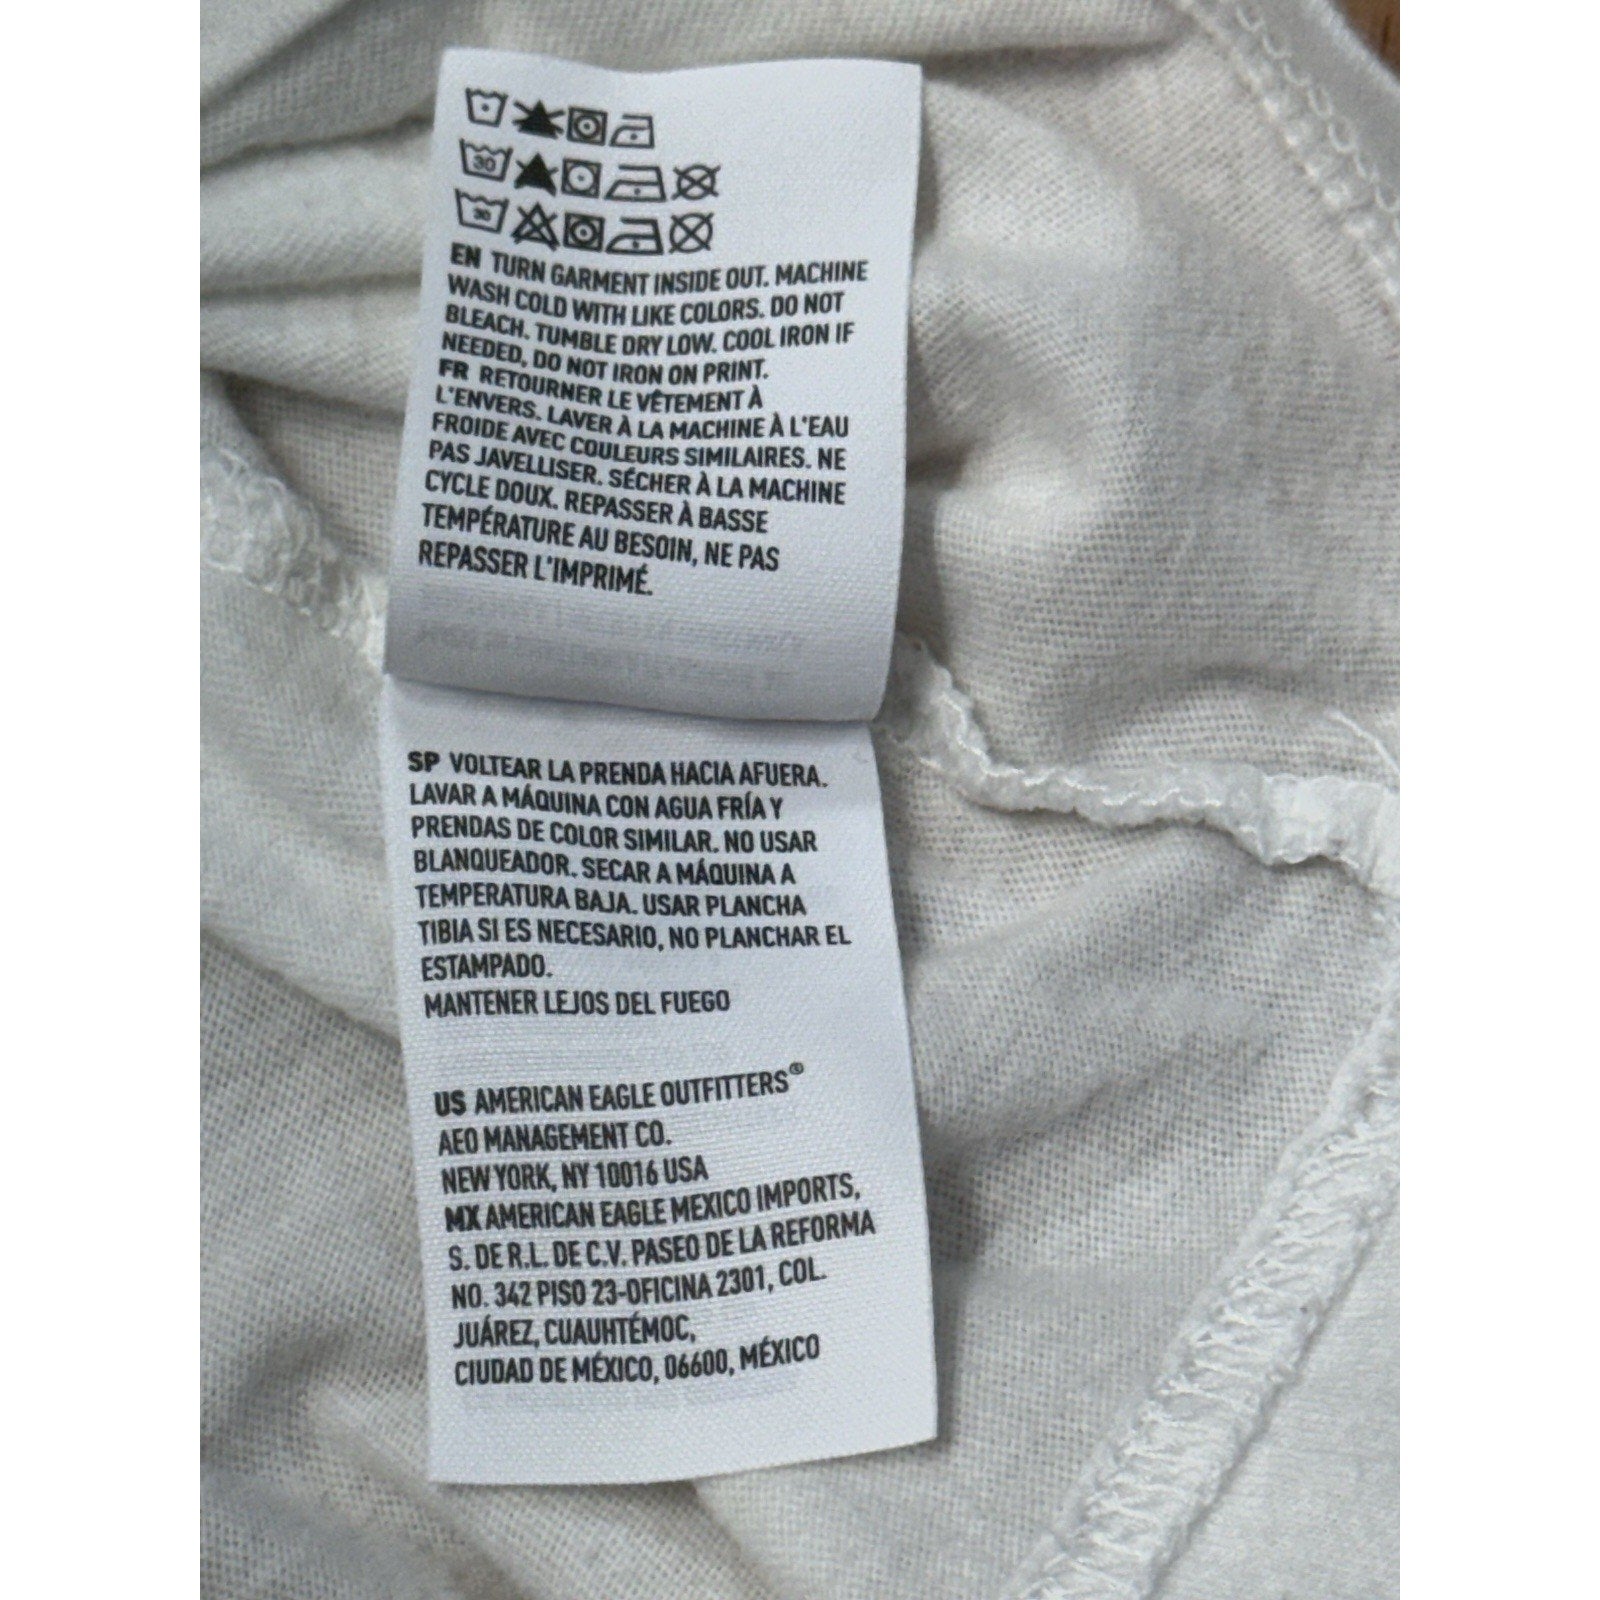 30
30
EN TURN GARMENT INSIDE OUT. MACHINE
WASH COLD WITH LIKE COLORS. DO NOT
BLEACH. TUMBLE DRY LOW. COOL IRON IF
NEEDED, DO NOT IRON ON PRINT.
FR RETOURNER LE VÊTEMENT À
L'ENVERS. LAVER À LA MACHINE À L'EAU
FROIDE AVEC COULEURS SIMILAIRES. NE
PAS JAVELLISER. SÉCHER À LA MACHINE
CYCLE DOUX. REPASSER À BASSE
TEMPÉRATURE AU BESOIN, NE PAS
REPASSER L'IMPRIMÉ.
SP VOLTEAR LA PRENDA HACIA AFUERA.
LAVAR A MÁQUINA CON AGUA FRÍA Y
PRENDAS DE COLOR SIMILAR. NO USAR
BLANQUEADOR. SECAR A MÁQUINA A
TEMPERATURA BAJA. USAR PLANCHA
TIBIA SI ES NECESARIO, NO PLANCHAR EL
ESTAMPADO.
MANTENER LEJOS DEL FUEGO
US AMERICAN EAGLE OUTFITTERS®
AEO MANAGEMENT CO.
NEW YORK, NY 10016 USA
MX AMERICAN EAGLE MEXICO IMPORTS,
S. DE R.L. DE C.V. PASEO DE LA REFORMA
NO. 342 PISO 23-OFICINA 2301, COL.
JUÁREZ, CUAUHTÉMOC,
CIUDAD DE MÉXICO, 06600, MÉXICO